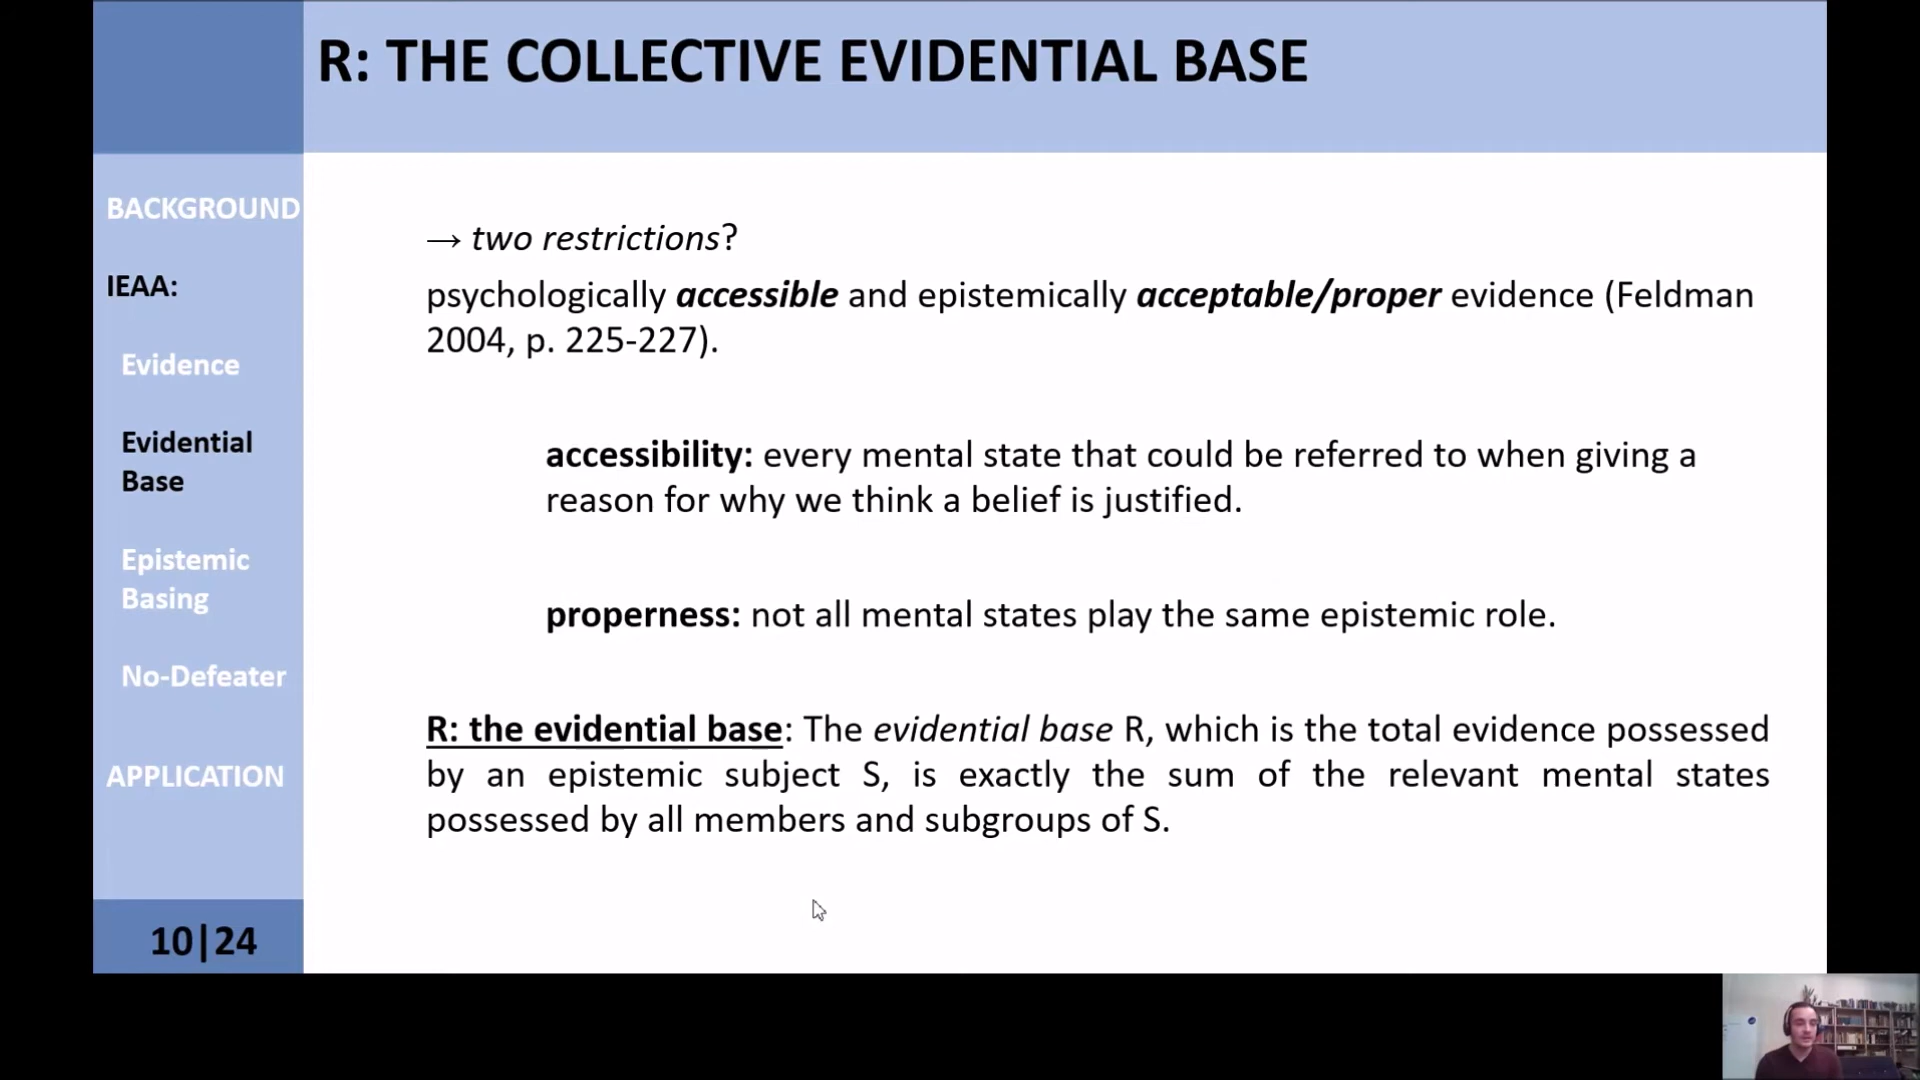 R: THE COLLECTIVE EVIDENTIAL BASE
BACKGROUND
IEAA:
Evidence
Evidential
Base
Epistemic
Basing
No-Defeater
APPLICATION
10|24
→ two restrictions?
psychologically accessible and epistemically acceptable/proper evidence (Feldman
2004, p. 225-227).
accessibility: every mental state that could be referred to when giving a
reason for why we think a belief is justified.
properness: not all mental states play the same epistemic role.
R: the evidential base: The evidential base R, which is the total evidence possessed
by an epistemic subject S, is exactly the sum of the relevant mental states
possessed by all members and subgroups of S.